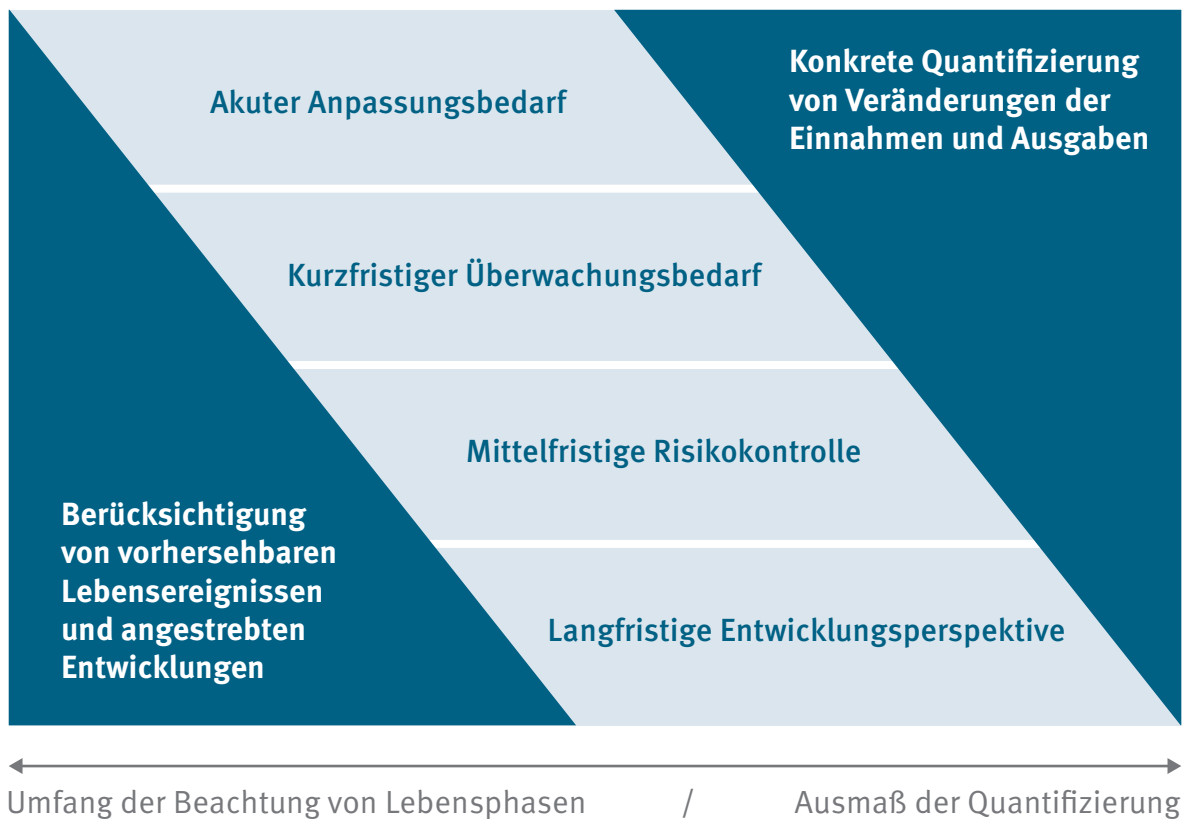 Akuter Anpassungsbedarf
Konkrete Quantifizierung
von Veränderungen der
Einnahmen und Ausgaben
Kurzfristiger Überwachungsbedarf
Mittelfristige Risikokontrolle
Berücksichtigung
von vorhersehbaren
Lebensereignissen
und angestrebten
Entwicklungen
Langfristige Entwicklungsperspektive
Umfang der Beachtung von Lebensphasen / Ausmaß der Quantifizierung